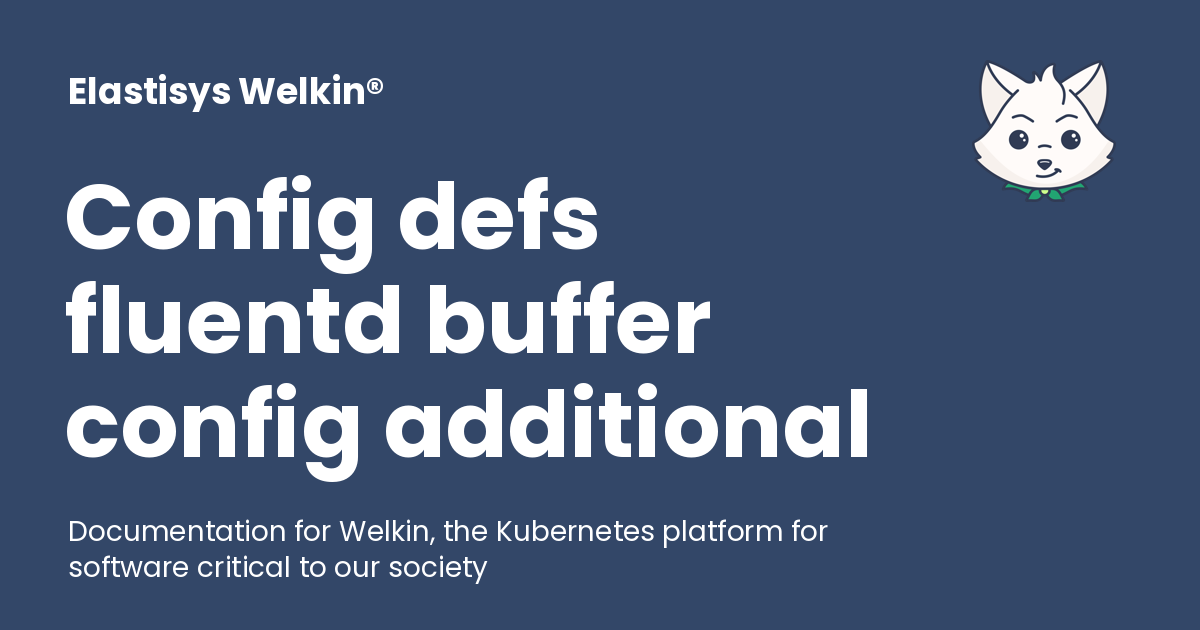 Elastisys Welkin®
Config defs
fluentd buffer
config additional
Documentation for Welkin, the Kubernetes platform for
software critical to our society